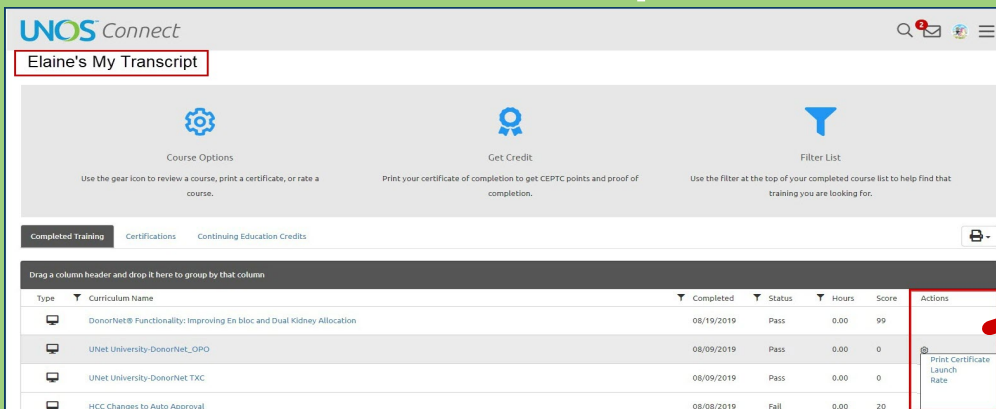 UNOS Connect
2
Elaine's My Transcript
Course Options
Use the gear icon to review a course, print a certificate, or rate a
course.
Get Credit
Print your certificate of completion to get CEPTC points and proof of
completion.
Filter List
Use the filter at the top of your completed course list to help find that
training you are looking for.
Completed Training Certifications Continuing Education Credits
Drag a column header and drop it here to group by that column
Type Curriculum Name Completed Status Hours Score Actions
DonorNet® Functionality: Improving En bloc and Dual Kidney Allocation 08/19/2019 Pass 0.00 99
UNet University-DonorNet_OPO 08/09/2019 Pass 0.00 0
Print Certificate
Launch
Rate
UNet University-DonorNet TXC 08/09/2019 Pass 0.00 0
HCC Changes to Auto Approval 08/08/2019 Fail 0.00 20